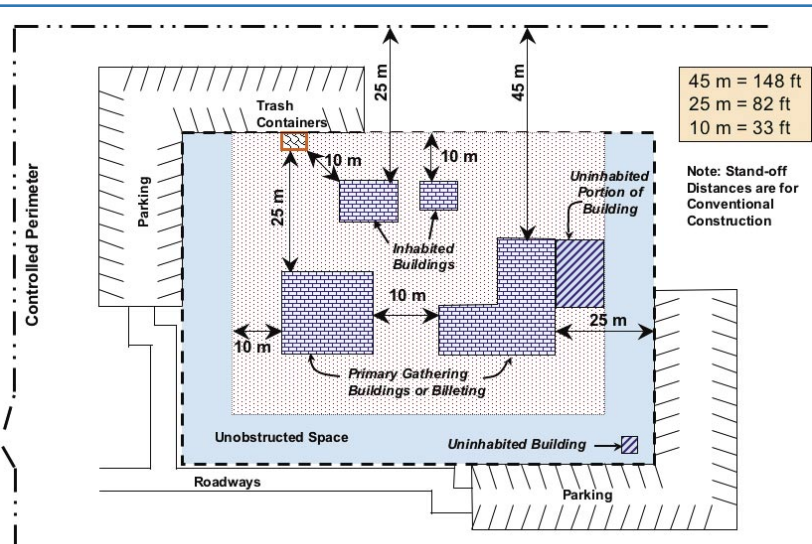 45 m = 148 ft
25 m = 82 ft
10 m = 33 ft
Note: Stand-off
Distances are for
Conventional
Construction
Controlled Perimeter
Parking
Trash
Containers
25 m
45 m
10 m
10 m
25 m
Uninhabited
Portion of
Building
Inhabited
Buildings
10 m
10 m
25 m
Primary Gathering
Buildings or Billeting
Unobstructed Space
Uninhabited Building
Roadways
Parking